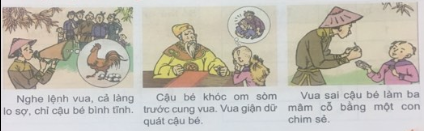 Nghe lệnh vua, cả làng
lo sợ, chỉ cậu bé bình tĩnh.
Cậu bé khóc om sòm
trước cung vua. Vua giận dữ
quát cậu bé.
Vua sai cậu bé làm ba
mâm cỗ bằng một con
chim sẻ.